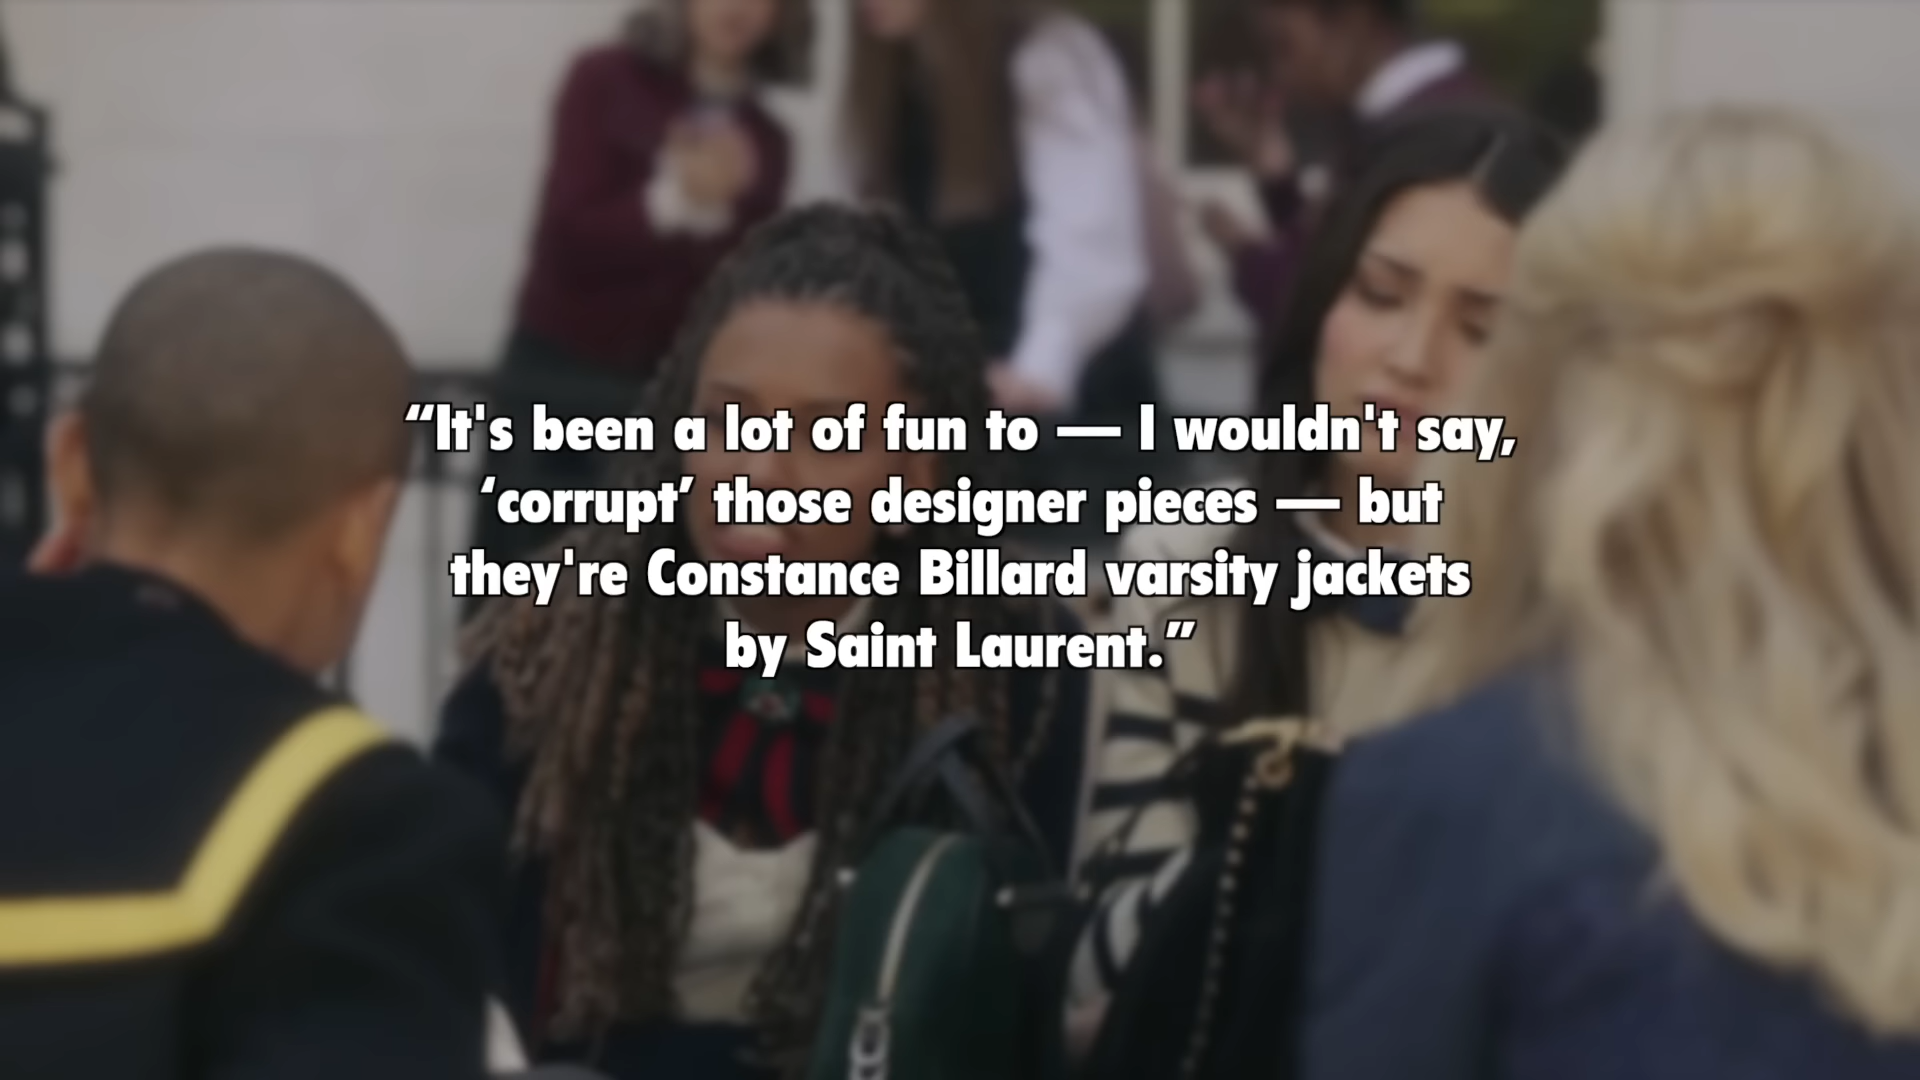 “It's been a lot of fun to — I wouldn't say,
‘corrupt’ those designer pieces — but
they're Constance Billard varsity jackets
by Saint Laurent.”